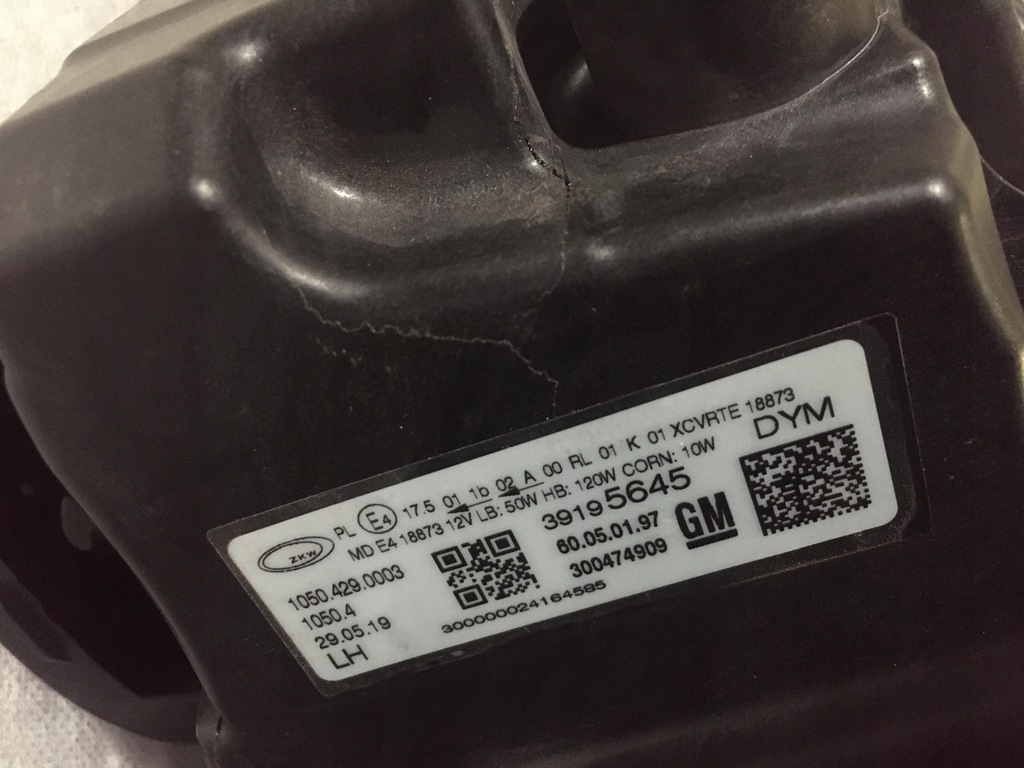 ZKW PL E4 17.5 01 1b 02 A 00 RL 01 K 01 XCVRTE 18873
MD E4 18873 12V LB: 50W HB: 120W CORN: 10W
DYM
1050.429.0003
1050.4
29.05.19
LH
39195645
60.05.01.97
300474909
GM
300000024164585